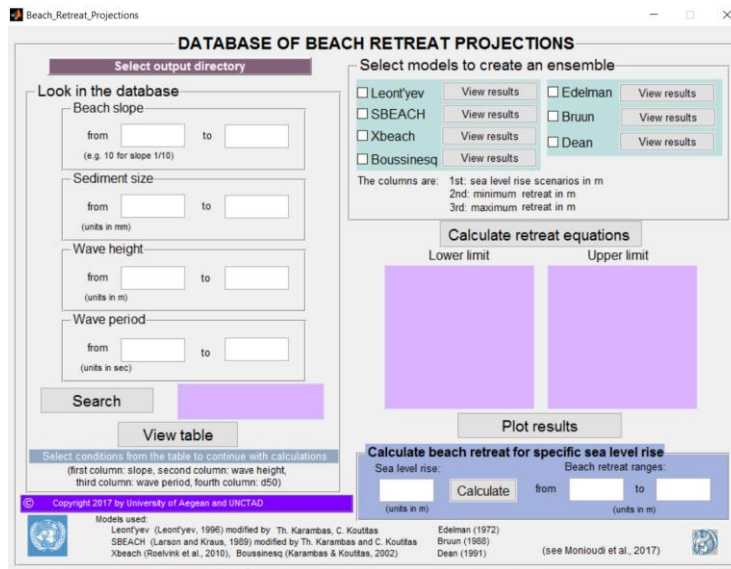 Beach_Retreat_Projections
DATABASE OF BEACH RETREAT PROJECTIONS
Select output directory
Look in the database
Beach slope
from to
(e.g. 10 for slope 1/10)
Sediment size
from to
(units in mm)
Wave height
from to
(units in m)
Wave period
from to
(units in sec)
Search
View table
Select conditions from the table to continue with calculations
(first column: slope, second column: wave height,
third column: wave period, fourth column: d50)
Select models to create an ensemble
Leont'yev View results Edelman View results
SBEACH View results Bruun View results
Xbeach View results Dean View results
Boussinesq View results
The columns are: 1st: sea level rise scenarios in m
2nd: minimum retreat in m
3rd: maximum retreat in m
Calculate retreat equations
Lower limit Upper limit
Plot results
Calculate beach retreat for specific sea level rise
Sea level rise: Beach retreat ranges:
Calculate from to
(units in m) (units in m)
© Copyright 2017 by University of Aegean and UNCTAD
Models used:
Leont'yev (Leont'yev, 1996) modified by Th. Karambas, C. Koutitas Edelman (1972)
SBEACH (Larson and Kraus, 1989) modified by Th. Karambas and C. Koutitas Bruun (1988)
Xbeach (Roelvink et al., 2010), Boussinesq (Karambas & Koutitas, 2002) Dean (1991)
(see Monioudi et al., 2017)